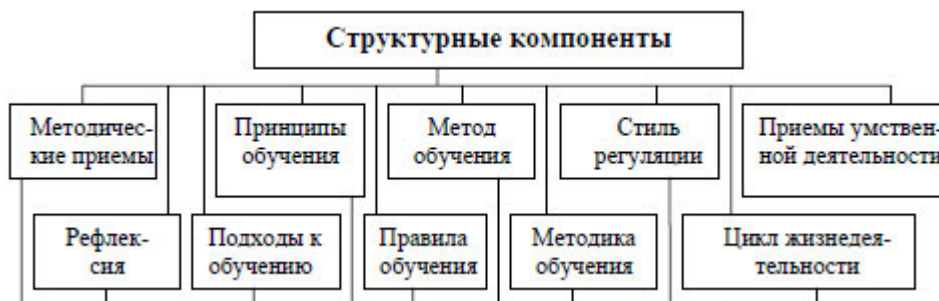 Структурные компоненты
Методичес-
кие приемы
Принципы
обучения
Метод
обучения
Стиль
регуляции
Приемы умствен-
ной деятельности
Рефлек-
сия
Подходы к
обучению
Правила
обучения
Методика
обучения
Цикл жизнедея-
тельности